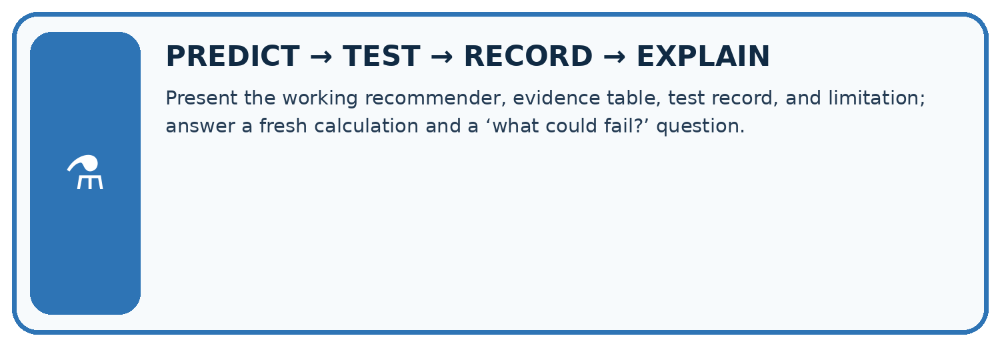 PREDICT → TEST → RECORD → EXPLAIN
Present the working recommender, evidence table, test record, and limitation;
answer a fresh calculation and a ‘what could fail?’ question.